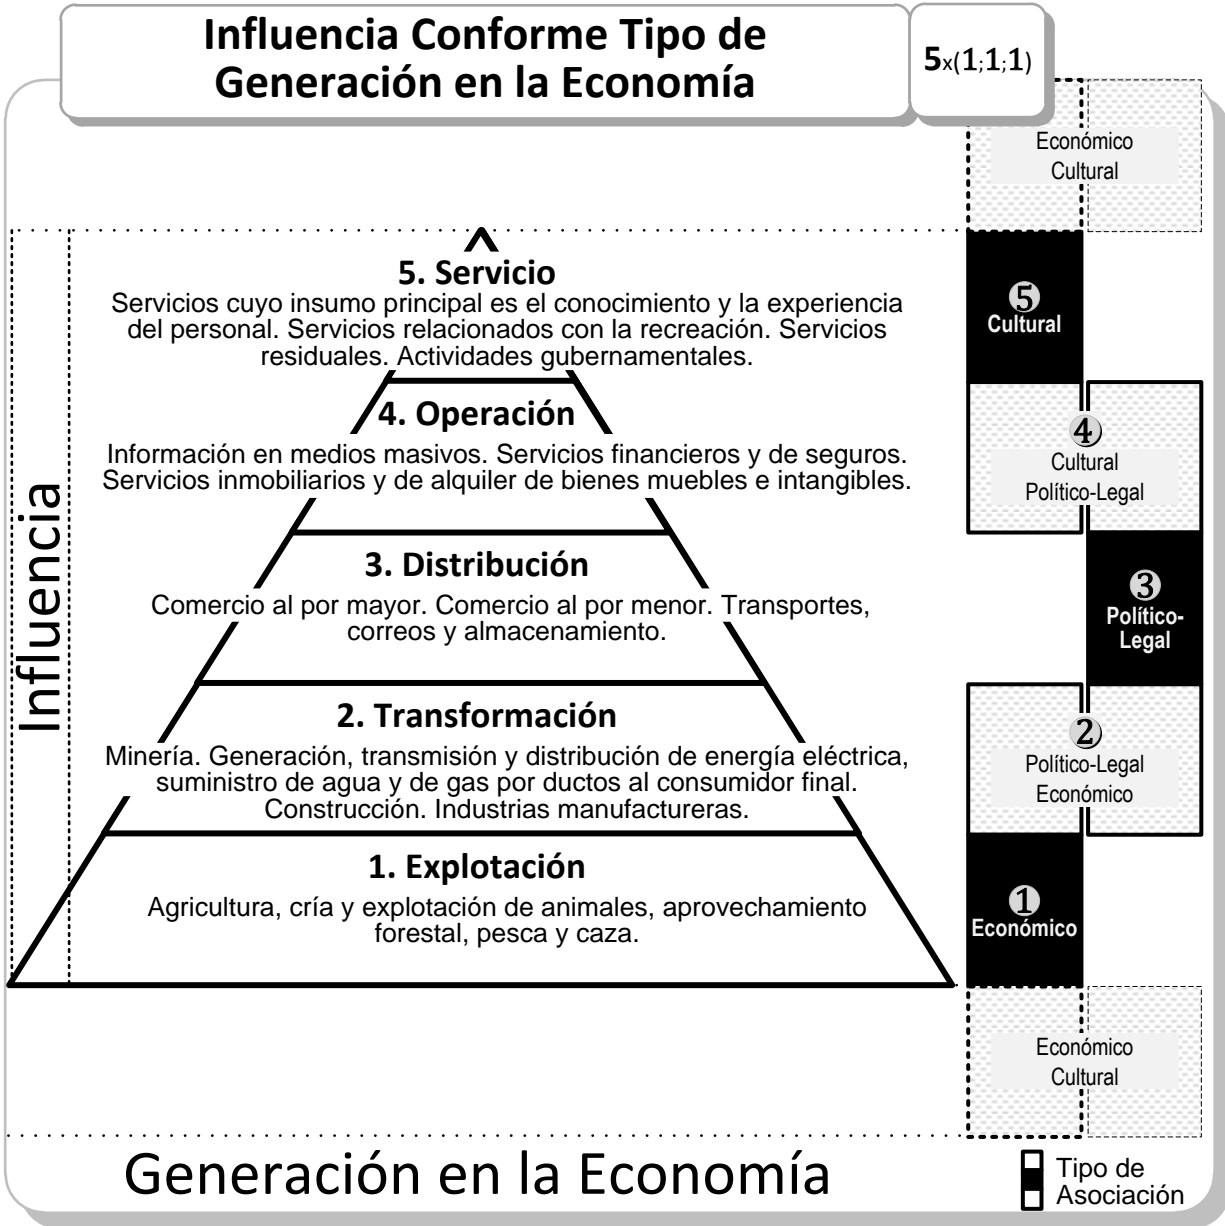 Influencia Conforme Tipo de
Generación en la Economía
5x(1;1;1)
Económico
Cultural
5. Servicio
Servicios cuyo insumo principal es el conocimiento y la experiencia
del personal. Servicios relacionados con la recreación. Servicios
residuales. Actividades gubernamentales.
5
Cultural
4. Operación
Información en medios masivos. Servicios financieros y de seguros.
Servicios inmobiliarios y de alquiler de bienes muebles e intangibles.
4
Cultural
Político-Legal
3. Distribución
Comercio al por mayor. Comercio al por menor. Transportes,
correos y almacenamiento.
3
Político-
Legal
2. Transformación
Minería. Generación, transmisión y distribución de energía eléctrica,
suministro de agua y de gas por ductos al consumidor final.
Construcción. Industrias manufactureras.
2
Político-Legal
Económico
1. Explotación
Agricultura, cría y explotación de animales, aprovechamiento
forestal, pesca y caza.
1
Económico
Económico
Cultural
Influencia
Generación en la Economía
Tipo de
Asociación